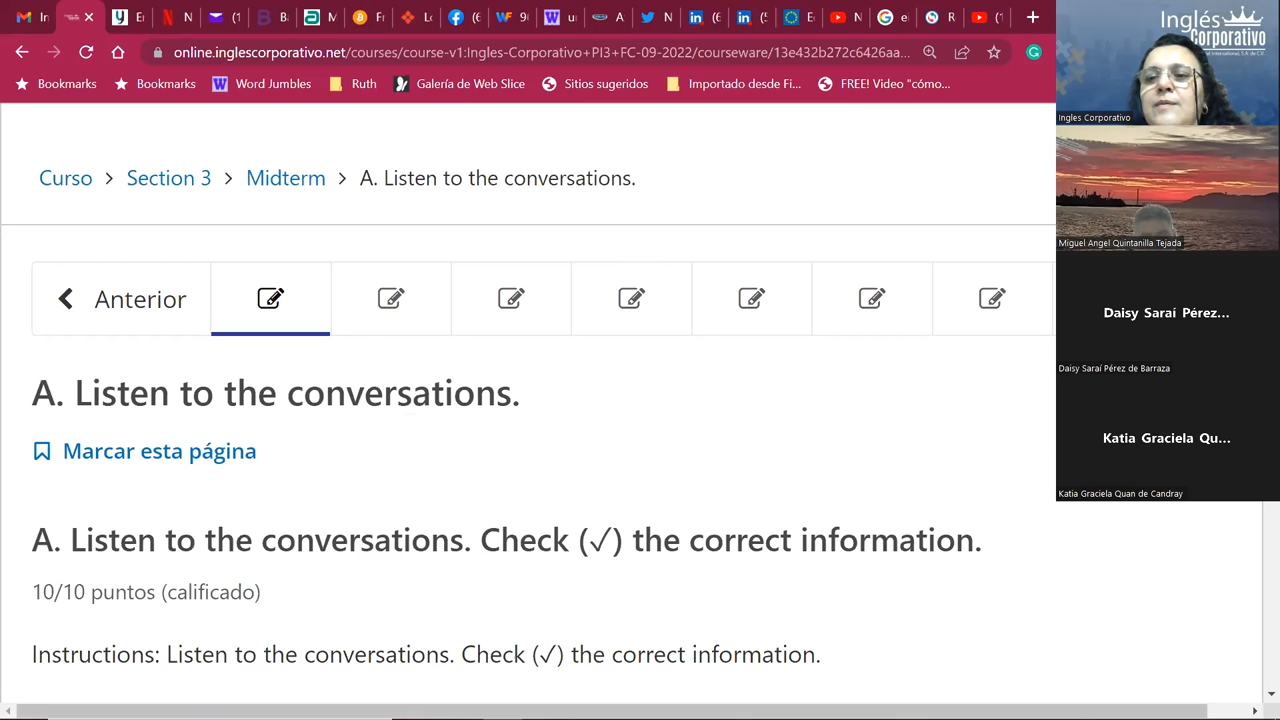 online.inglescorporativo.net/courses/course-v1:Ingles-Corporativo+PI3+FC-09-2022/courseware/13e432b272c6426aa...
Bookmarks
Bookmarks
Word Jumbles
Ruth
Galería de Web Slice
Sitios sugeridos
Importado desde Fi...
FREE! Video "cómo...
Curso > Section 3 > Midterm > A. Listen to the conversations.
Anterior
A. Listen to the conversations.
Marcar esta página
A. Listen to the conversations. Check (✓) the correct information.
10/10 puntos (calificado)
Instructions: Listen to the conversations. Check (✓) the correct information.
Inglés
Corporativo
Ingles Corporativo
Miguel Angel Quintanilla Tejada
Daisy Saraí Pérez...
Daisy Saraí Pérez de Barraza
Katia Graciela Qu...
Katia Graciela Quan de Candray